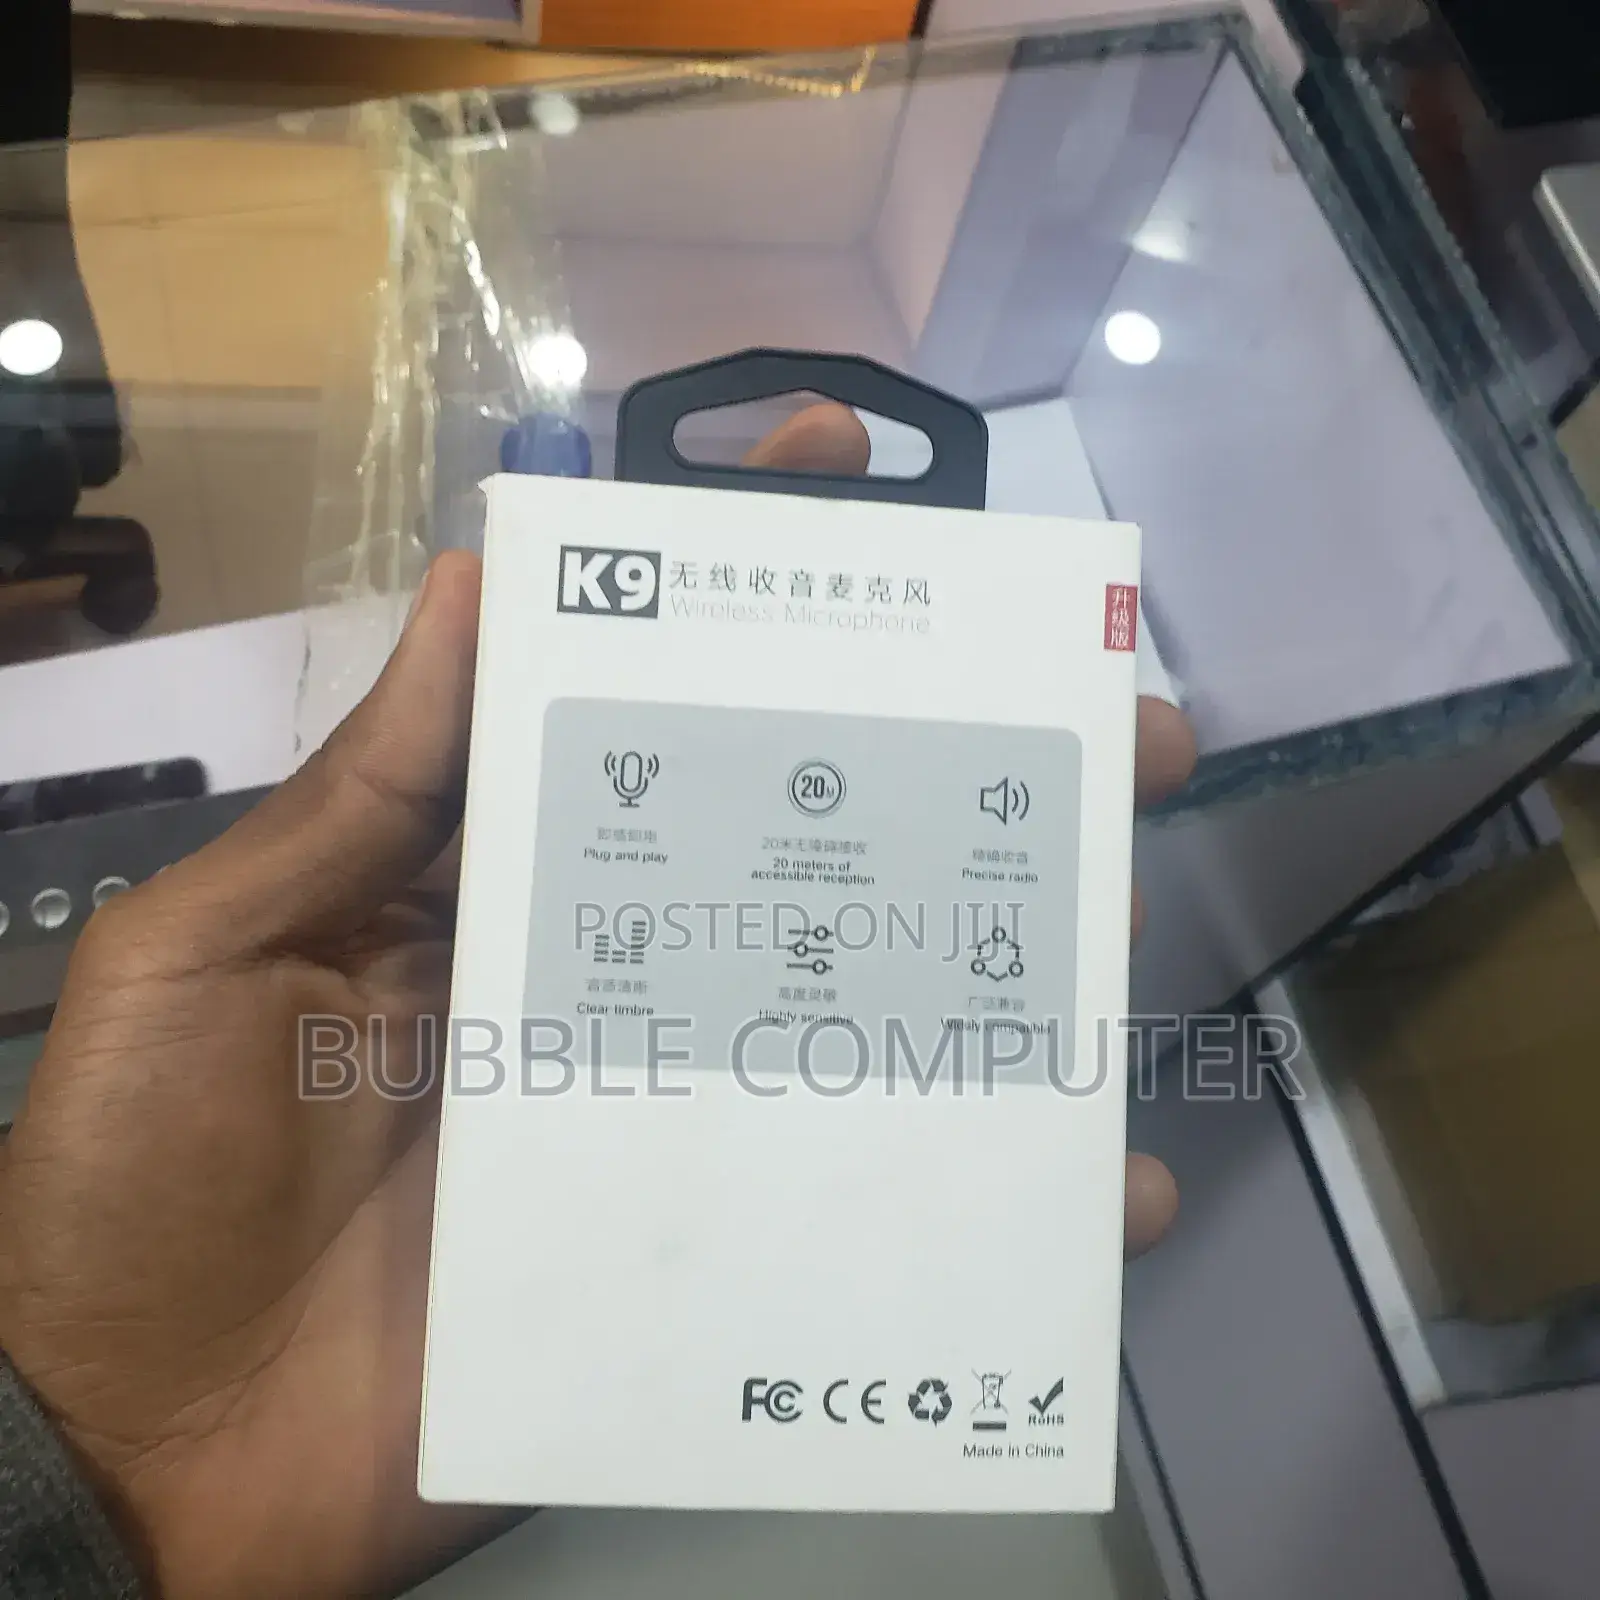 K9 无线收音麦克风
Wireless Microphone
升级版
即插即用
Plug and play
20M
20米无障碍接收
20 meters of
accessible reception
精确收音
Precise radio
音质清晰
Clear timbre
高度灵敏
Highly sensitive
广泛兼容
Widely compatible
POSTED ON JIJI
BUBBLE COMPUTER
FC CE
RoHS
Made in China